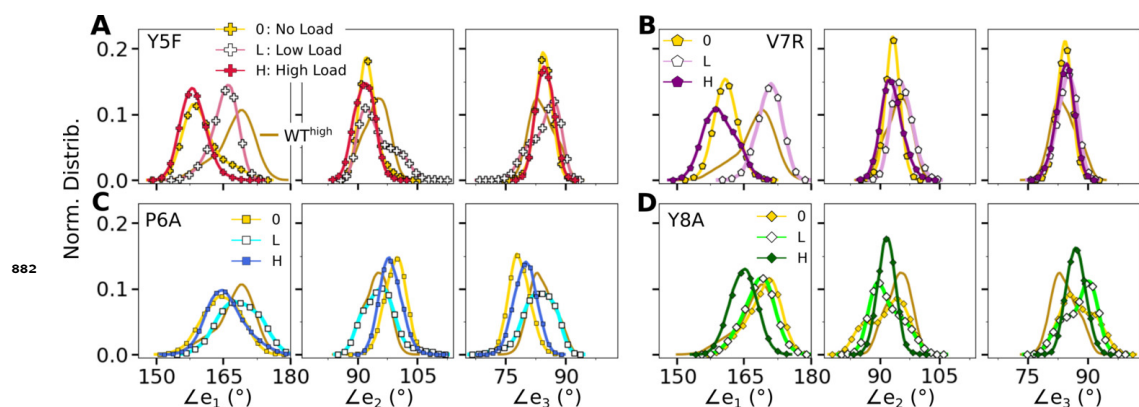 A
B
Y5F
0: No Load
L: Low Load
H: High Load
WT^high
V7R
0
L
H
0.2
0.1
0.0
Norm. Distrib.
C
D
P6A
0
L
H
Y8A
0
L
H
882
0.2
0.1
0.0
150 165 180 90 105 75 90 150 165 180 90 105 75 90
∠e₁ (°) ∠e₂ (°) ∠e₃ (°) ∠e₁ (°) ∠e₂ (°) ∠e₃ (°)